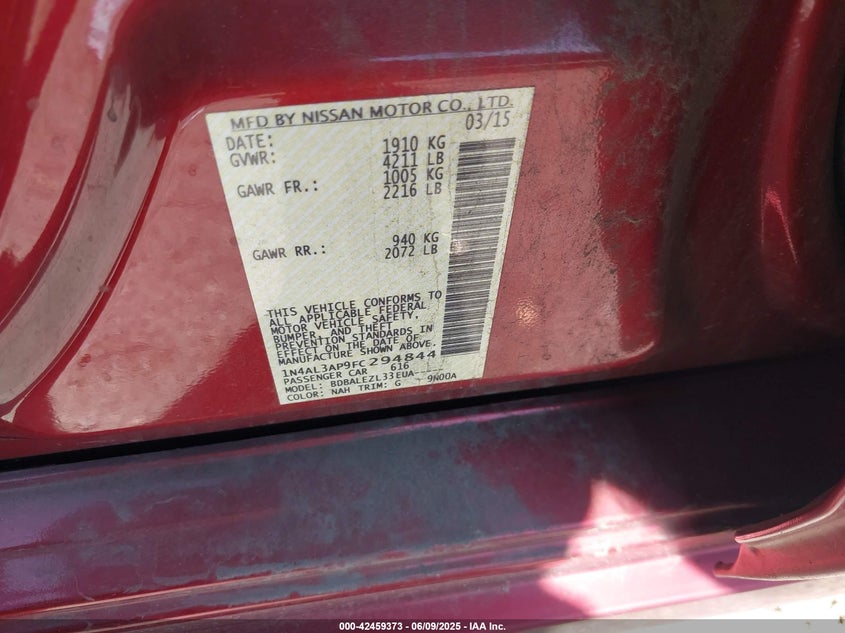 MFD BY NISSAN MOTOR CO., LTD.
DATE: 03/15
GVWR: 1910 KG
4211 LB
GAWR FR.: 1005 KG
2216 LB
GAWR RR.: 940 KG
2072 LB
THIS VEHICLE CONFORMS TO
ALL APPLICABLE FEDERAL
MOTOR VEHICLE SAFETY,
BUMPER, AND THEFT
PREVENTION STANDARDS IN
EFFECT ON THE DATE OF
MANUFACTURE SHOWN ABOVE.
1N4AL3AP9FC294844
PASSENGER CAR 616
MODEL: BDBALEZL33EUA-----
COLOR: NAH TRIM: G 9N00A
000-42459373 | 06/09/2025 | IAA Inc.